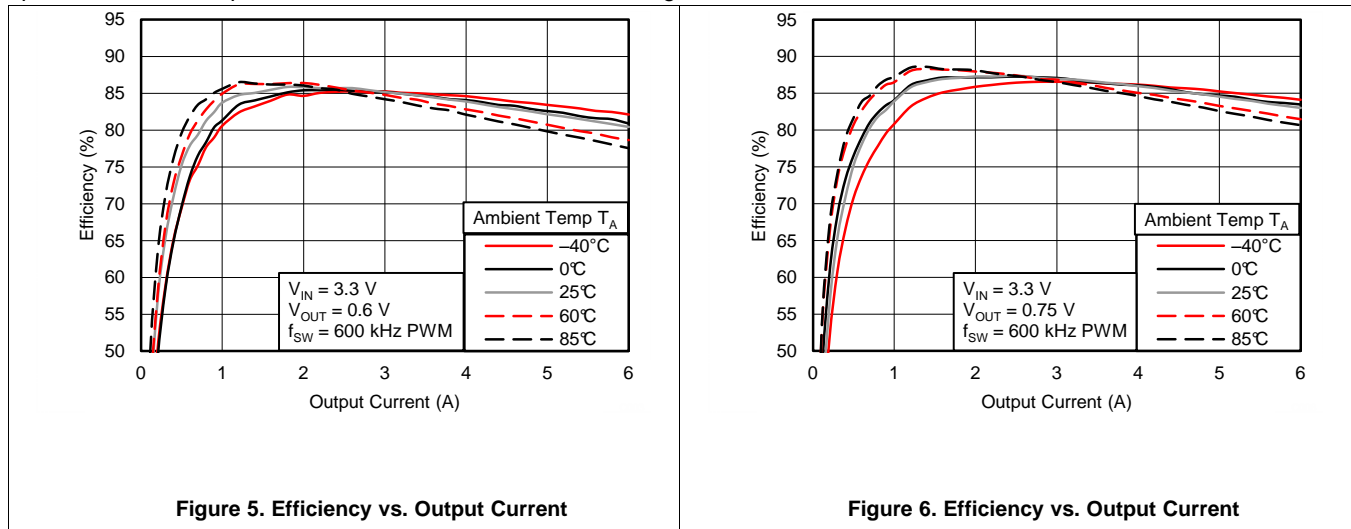 95
90
85
80
75
70
65
60
55
50
Efficiency (%)
0 1 2 3 4 5 6
Output Current (A)
Ambient Temp TA
–40°C
0°C
25°C
60°C
85°C
VIN = 3.3 V
VOUT = 0.6 V
fSW = 600 kHz PWM
Figure 5. Efficiency vs. Output Current
95
90
85
80
75
70
65
60
55
50
Efficiency (%)
0 1 2 3 4 5 6
Output Current (A)
Ambient Temp TA
–40°C
0°C
25°C
60°C
85°C
VIN = 3.3 V
VOUT = 0.75 V
fSW = 600 kHz PWM
Figure 6. Efficiency vs. Output Current